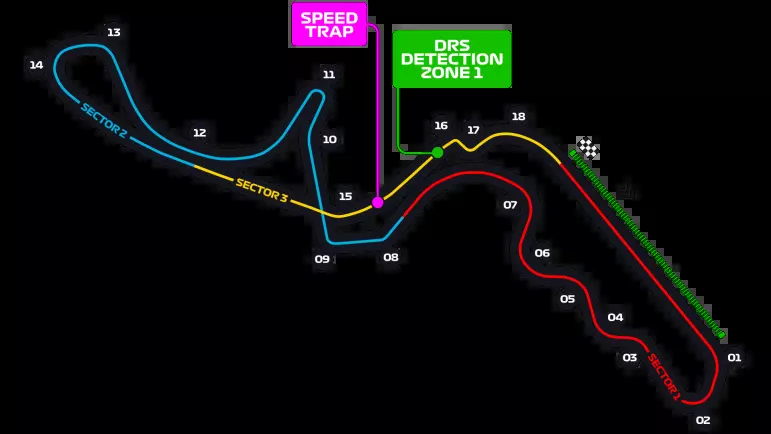 SPEED
TRAP
DRS
DETECTION
ZONE 1
13
14
11
12
10
16
17
18
15
09
08
07
06
05
04
03
01
02
SECTOR 2
SECTOR 3
SECTOR 1